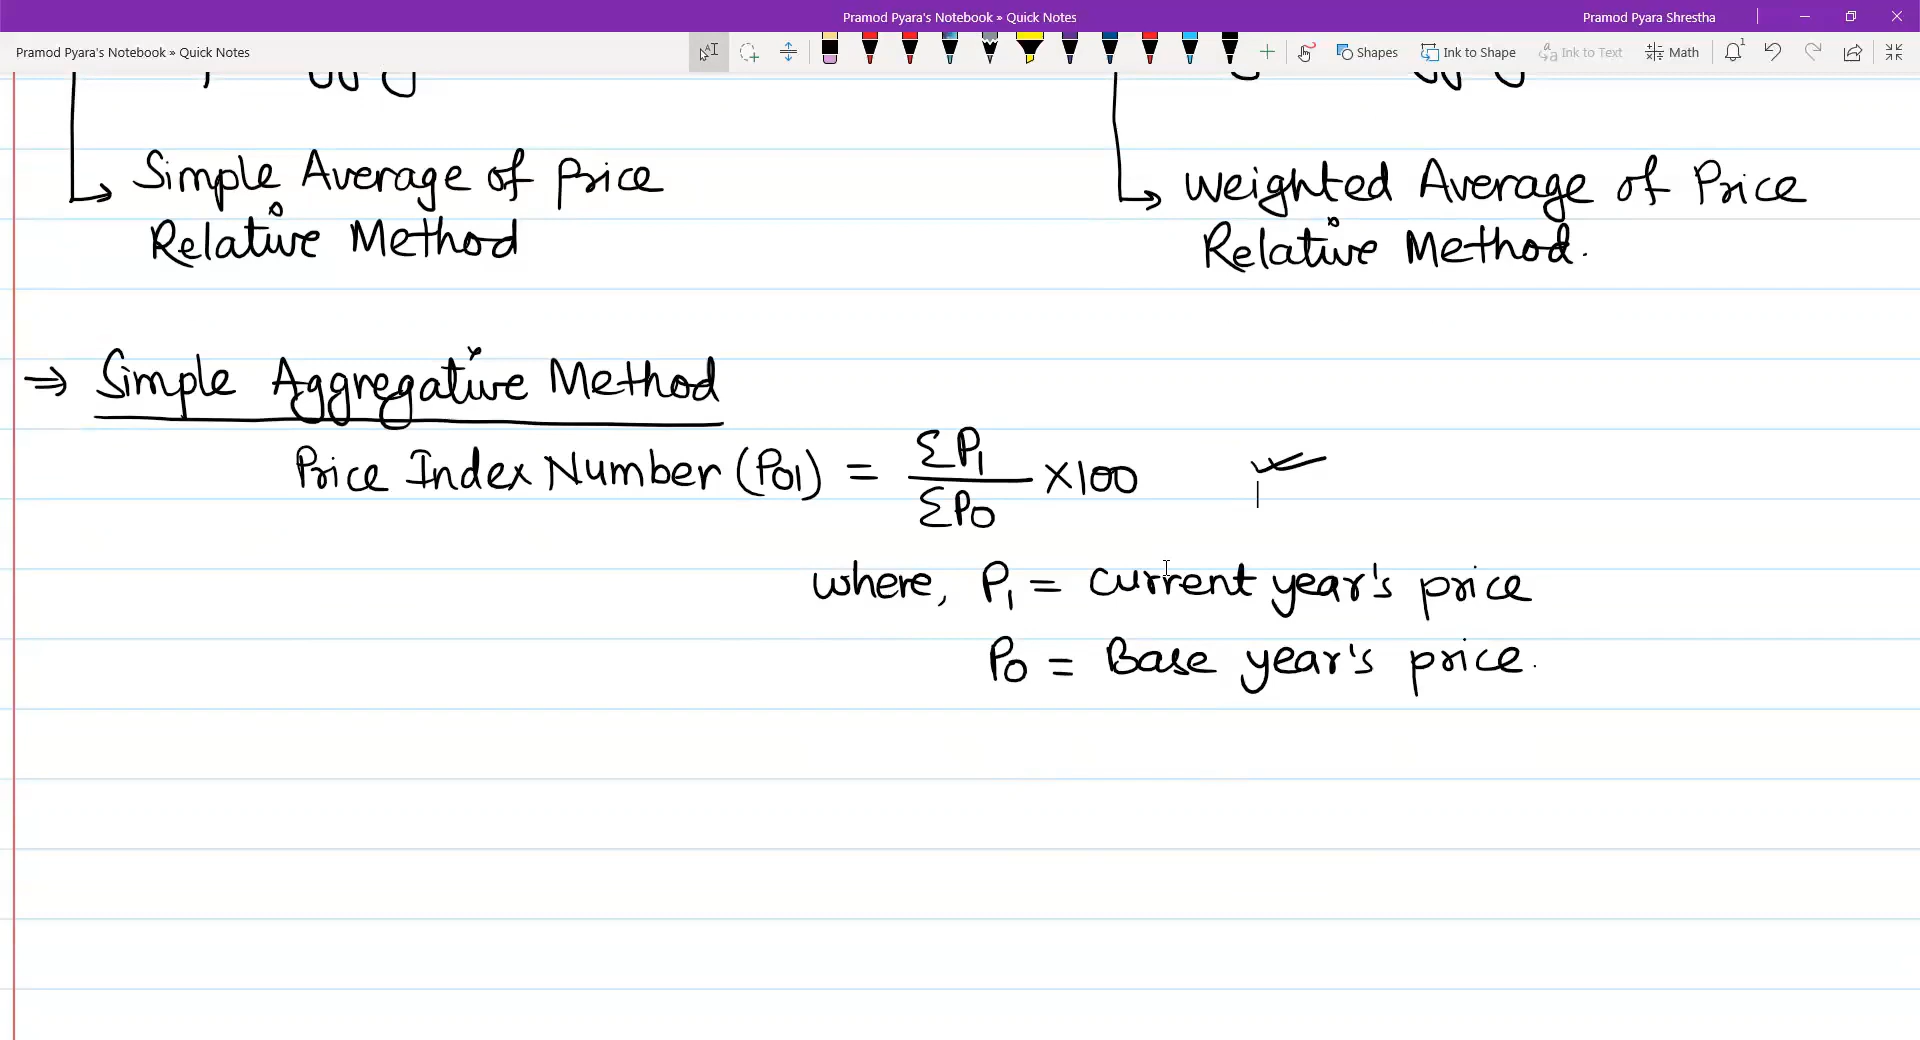 Pramod Pyara's Notebook » Quick Notes
Pramod Pyara Shrestha
Pramod Pyara's Notebook » Quick Notes
Shapes
Ink to Shape
Ink to Text
Math
Simple Average of Price
Relative Method
Weighted Average of Price
Relative Method.
⇒ Simple Aggregative Method
Price Index Number (P01) = ΣP1 / ΣP0 × 100
where, P1 = current year's price
P0 = Base year's price.